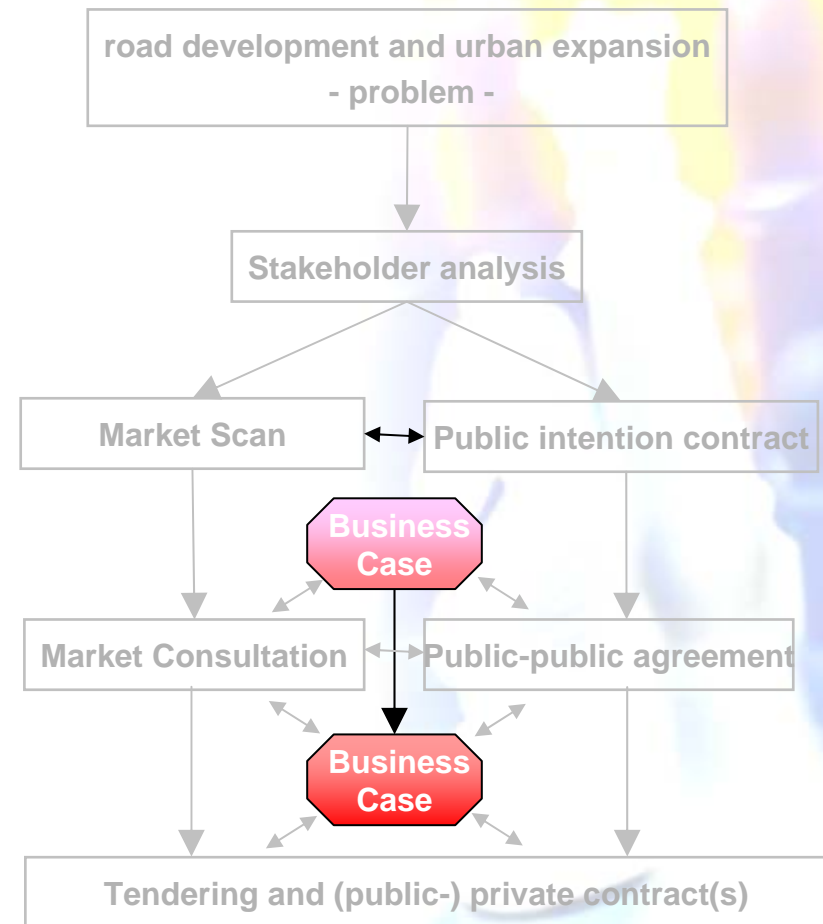 road development and urban expansion
- problem -
Stakeholder analysis
Market Scan
Public intention contract
Business
Case
Market Consultation
Public-public agreement
Business
Case
Tendering and (public-) private contract(s)